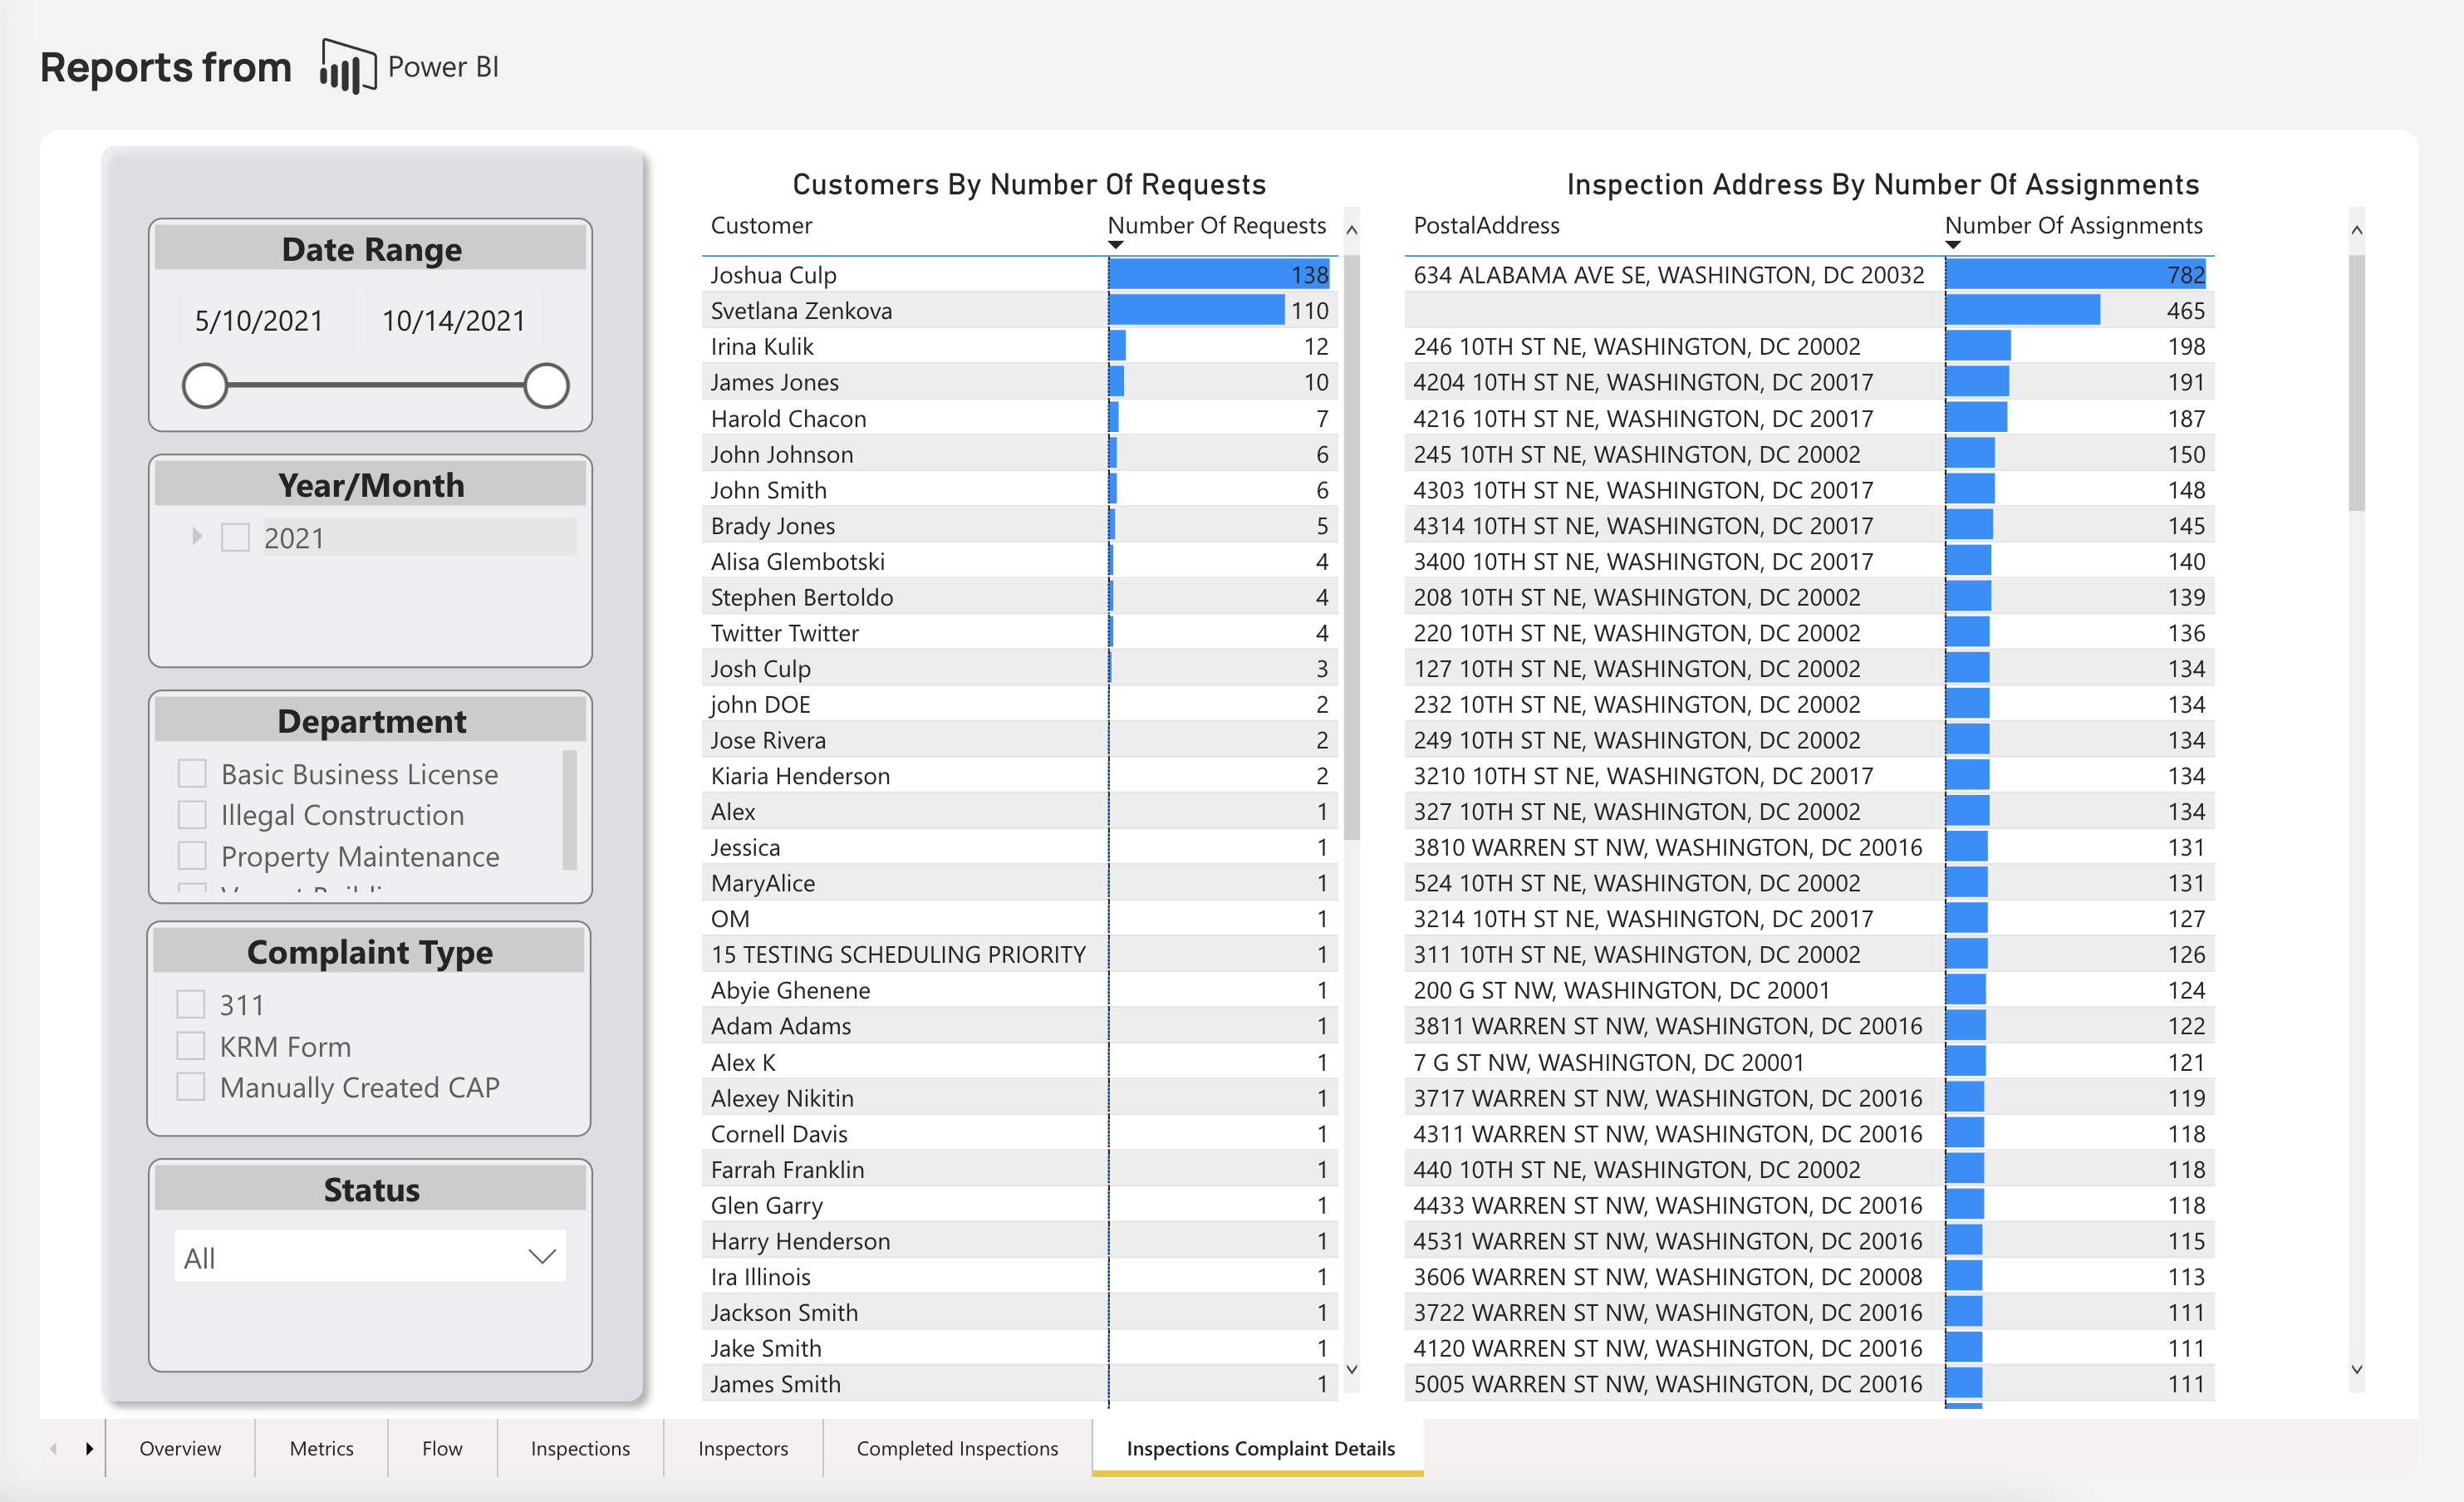 Reports from Power BI
Date Range
5/10/2021 10/14/2021
Year/Month
2021
Department
Basic Business License
Illegal Construction
Property Maintenance
Complaint Type
311
KRM Form
Manually Created CAP
Status
All
Customers By Number Of Requests
Customer Number Of Requests
Joshua Culp 138
Svetlana Zenkova 110
Irina Kulik 12
James Jones 10
Harold Chacon 7
John Johnson 6
John Smith 6
Brady Jones 5
Alisa Glembotski 4
Stephen Bertoldo 4
Twitter Twitter 4
Josh Culp 3
john DOE 2
Jose Rivera 2
Kiaria Henderson 2
Alex 1
Jessica 1
MaryAlice 1
OM 1
15 TESTING SCHEDULING PRIORITY 1
Abyie Ghenene 1
Adam Adams 1
Alex K 1
Alexey Nikitin 1
Cornell Davis 1
Farrah Franklin 1
Glen Garry 1
Harry Henderson 1
Ira Illinois 1
Jackson Smith 1
Jake Smith 1
James Smith 1
Inspection Address By Number Of Assignments
PostalAddress Number Of Assignments
634 ALABAMA AVE SE, WASHINGTON, DC 20032 782
465
246 10TH ST NE, WASHINGTON, DC 20002 198
4204 10TH ST NE, WASHINGTON, DC 20017 191
4216 10TH ST NE, WASHINGTON, DC 20017 187
245 10TH ST NE, WASHINGTON, DC 20002 150
4303 10TH ST NE, WASHINGTON, DC 20017 148
4314 10TH ST NE, WASHINGTON, DC 20017 145
3400 10TH ST NE, WASHINGTON, DC 20017 140
208 10TH ST NE, WASHINGTON, DC 20002 139
220 10TH ST NE, WASHINGTON, DC 20002 136
127 10TH ST NE, WASHINGTON, DC 20002 134
232 10TH ST NE, WASHINGTON, DC 20002 134
249 10TH ST NE, WASHINGTON, DC 20002 134
3210 10TH ST NE, WASHINGTON, DC 20017 134
327 10TH ST NE, WASHINGTON, DC 20002 134
3810 WARREN ST NW, WASHINGTON, DC 20016 131
524 10TH ST NE, WASHINGTON, DC 20002 131
3214 10TH ST NE, WASHINGTON, DC 20017 127
311 10TH ST NE, WASHINGTON, DC 20002 126
200 G ST NW, WASHINGTON, DC 20001 124
3811 WARREN ST NW, WASHINGTON, DC 20016 122
7 G ST NW, WASHINGTON, DC 20001 121
3717 WARREN ST NW, WASHINGTON, DC 20016 119
4311 WARREN ST NW, WASHINGTON, DC 20016 118
440 10TH ST NE, WASHINGTON, DC 20002 118
4433 WARREN ST NW, WASHINGTON, DC 20016 118
4531 WARREN ST NW, WASHINGTON, DC 20016 115
3606 WARREN ST NW, WASHINGTON, DC 20008 113
3722 WARREN ST NW, WASHINGTON, DC 20016 111
4120 WARREN ST NW, WASHINGTON, DC 20016 111
5005 WARREN ST NW, WASHINGTON, DC 20016 111
Overview Metrics Flow Inspections Inspectors Completed Inspections Inspections Complaint Details